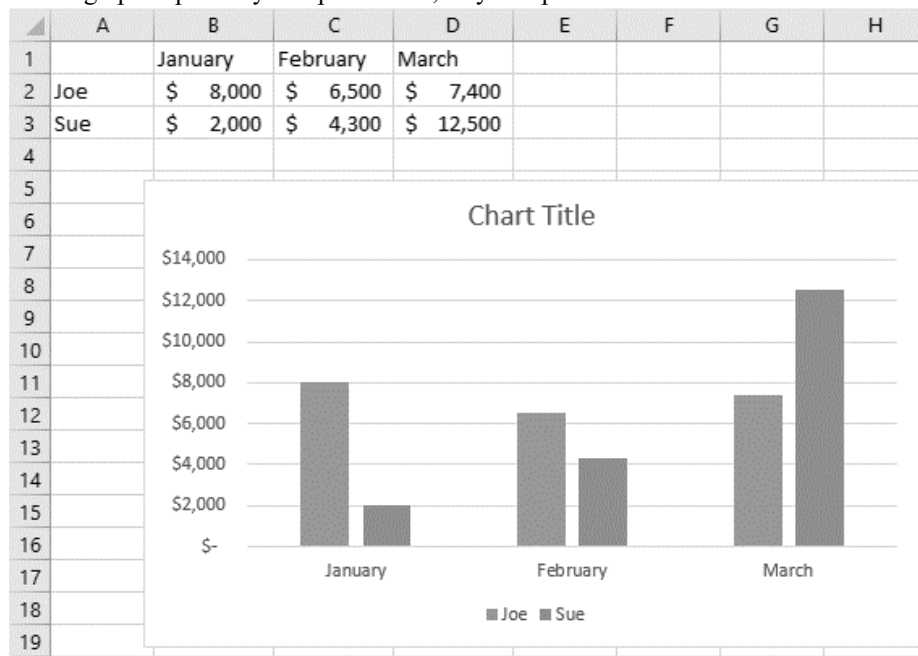 A B C D E F G H
1 January February March
2 Joe $ 8,000 $ 6,500 $ 7,400
3 Sue $ 2,000 $ 4,300 $ 12,500
4
5
6 Chart Title
7 $14,000
8 $12,000
9
10 $10,000
11 $8,000
12 $6,000
13
14 $4,000
15 $2,000
16 $-
17 January February March
18 Joe Sue
19